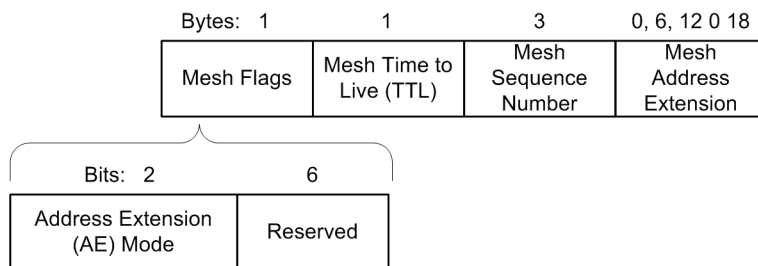 Bytes: 1 1 3 0, 6, 12 0 18
Mesh Flags
Mesh Time to
Live (TTL)
Mesh
Sequence
Number
Mesh
Address
Extension
Bits: 2 6
Address Extension
(AE) Mode
Reserved